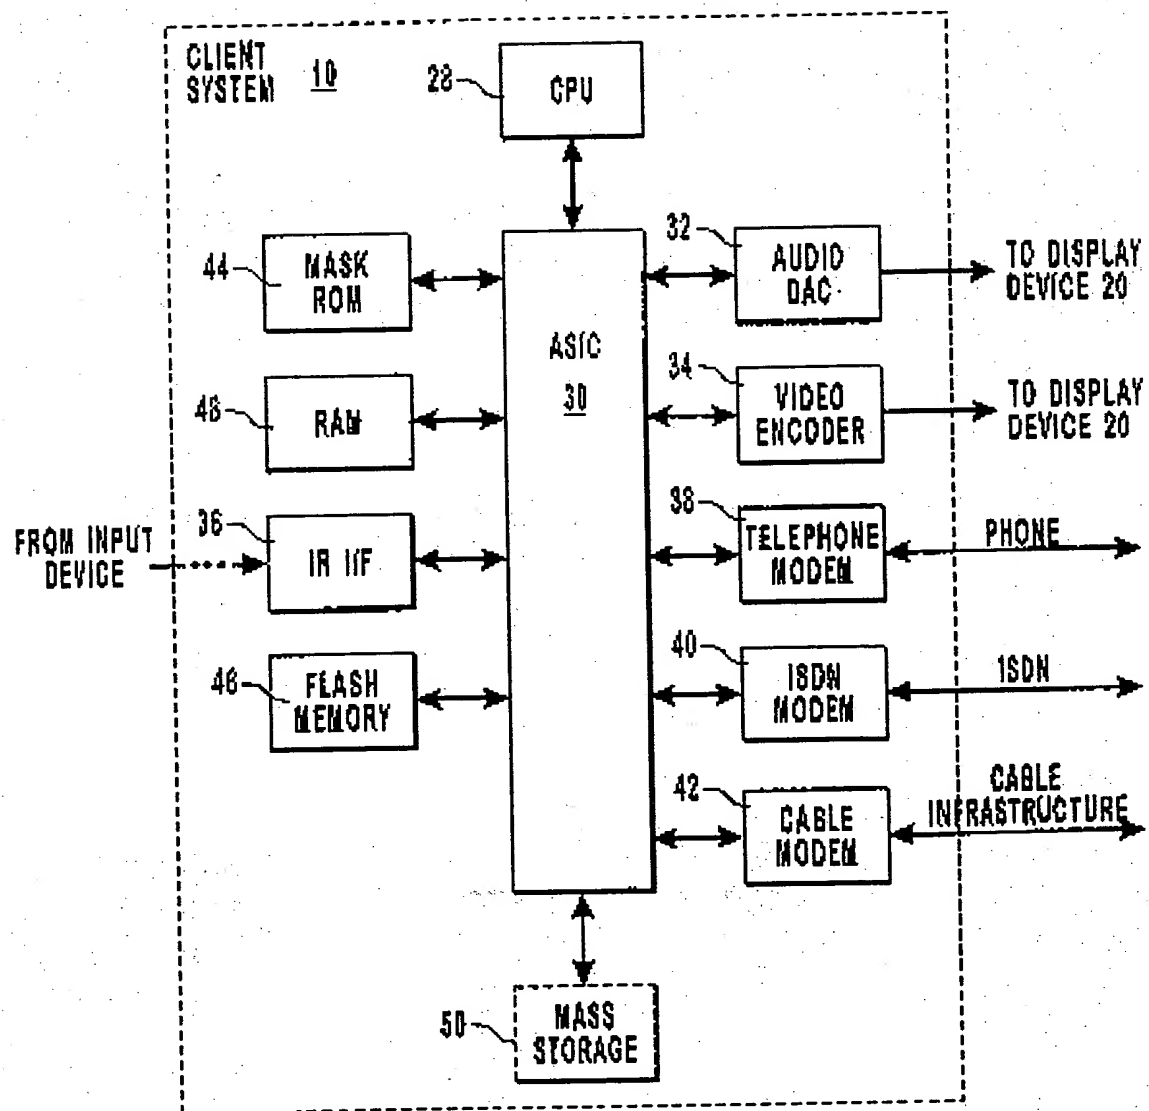 CLIENT
SYSTEM 10
28
CPU
44
MASK
ROM
32
AUDIO
DAC
TO DISPLAY
DEVICE 20
ASIC
30
48
RAM
34
VIDEO
ENCODER
TO DISPLAY
DEVICE 20
FROM INPUT
DEVICE
36
IR I/F
38
TELEPHONE
MODEM
PHONE
46
FLASH
MEMORY
40
ISDN
MODEM
ISDN
42
CABLE
MODEM
CABLE
INFRASTRUCTURE
50
MASS
STORAGE